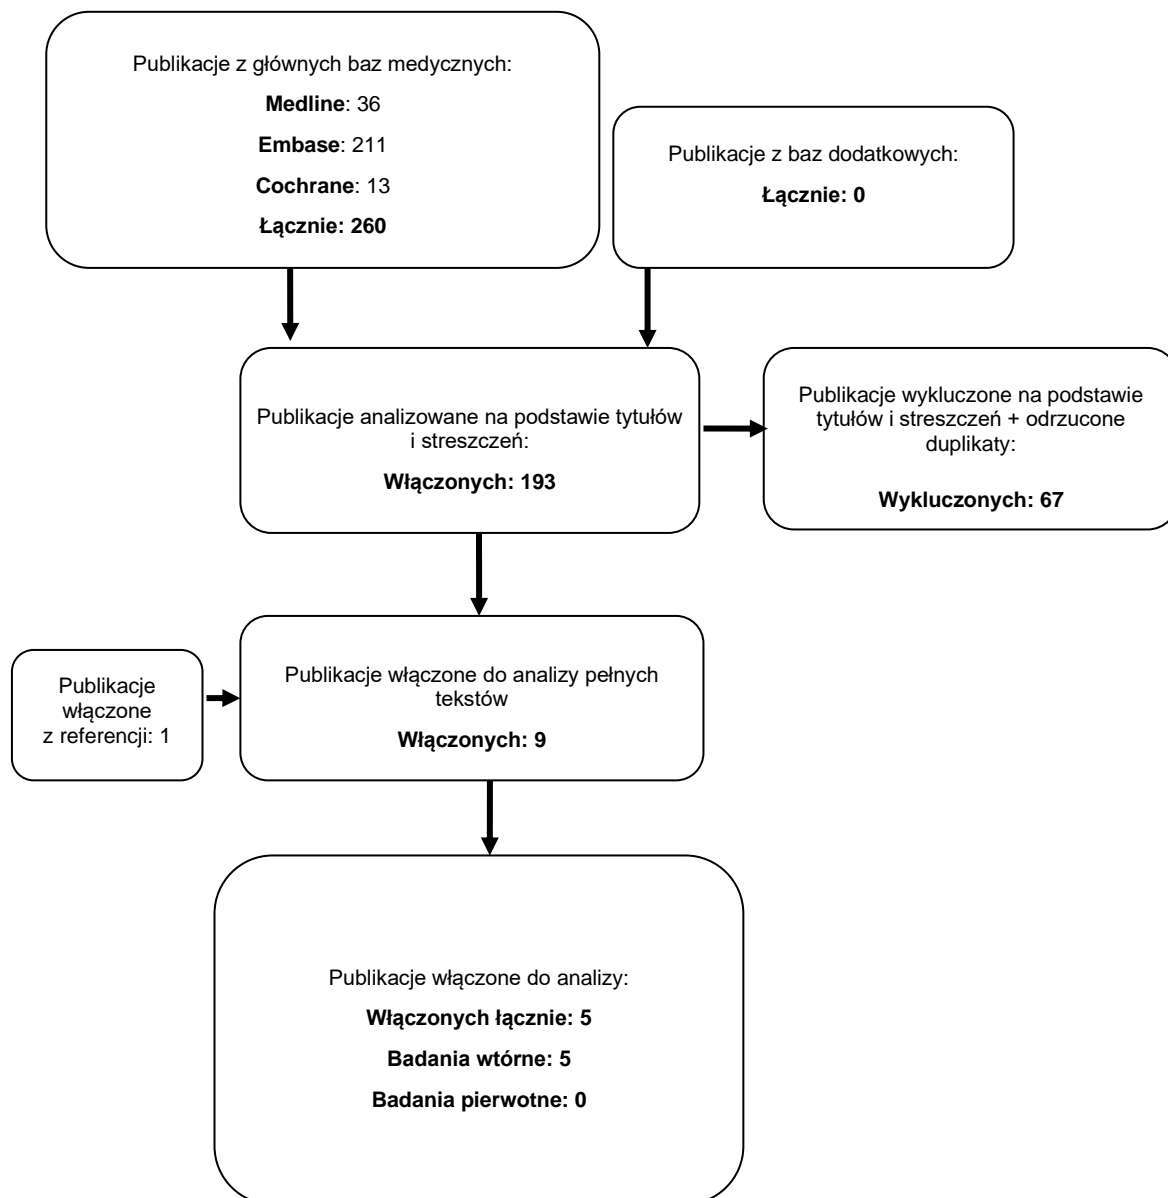 Publikacje z głównych baz medycznych:
Medline: 36
Embase: 211
Cochrane: 13
Łącznie: 260
Publikacje z baz dodatkowych:
Łącznie: 0
Publikacje analizowane na podstawie tytułów
i streszczeń:
Włączonych: 193
Publikacje wykluczone na podstawie
tytułów i streszczeń + odrzucone
duplikaty:
Wykluczonych: 67
Publikacje
włączone
z referencji: 1
Publikacje włączone do analizy pełnych
tekstów
Włączonych: 9
Publikacje włączone do analizy:
Włączonych łącznie: 5
Badania wtórne: 5
Badania pierwotne: 0